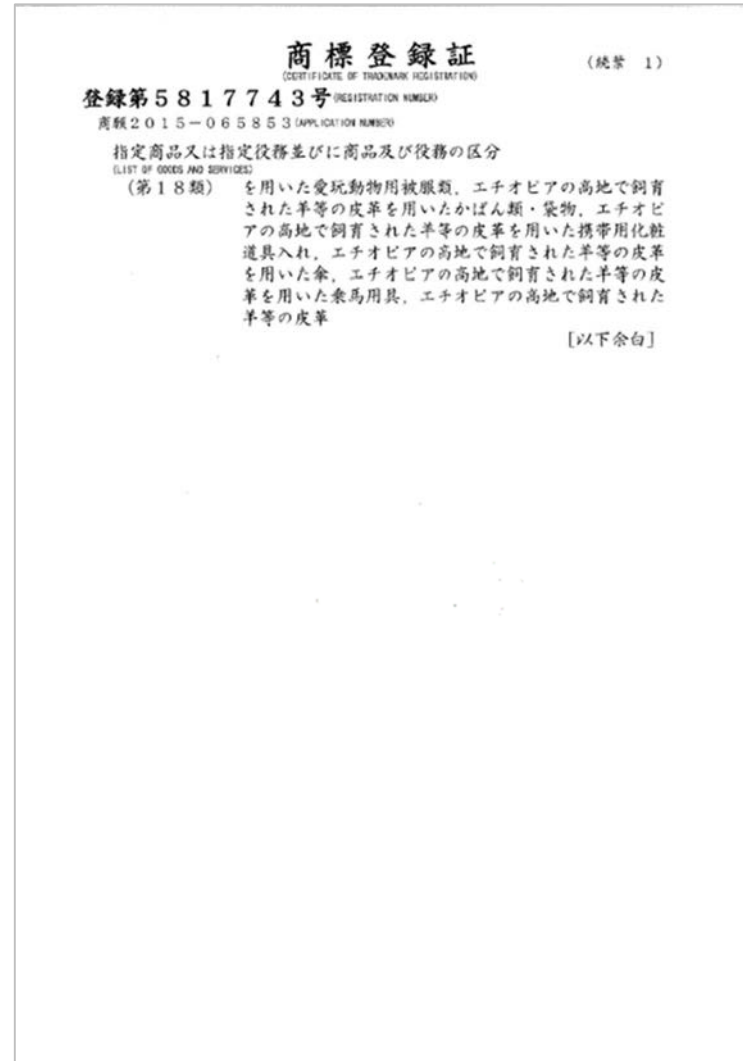 商標登録証
(CERTIFICATE OF TRADEMARK REGISTRATION)
(続葉 1)
登録第5817743号(REGISTRATION NUMBER)
商願2015-065853(APPLICATION NUMBER)
指定商品又は指定役務並びに商品及び役務の区分
(LIST OF GOODS AND SERVICES)
(第18類) を用いた愛玩動物用被服類,エチオピアの高地で飼育
された羊等の皮革を用いたかばん類・袋物,エチオピ
アの高地で飼育された羊等の皮革を用いた携帯用化粧
道具入れ,エチオピアの高地で飼育された羊等の皮革
を用いた傘,エチオピアの高地で飼育された羊等の皮
革を用いた乗馬用具,エチオピアの高地で飼育された
羊等の皮革
[以下余白]